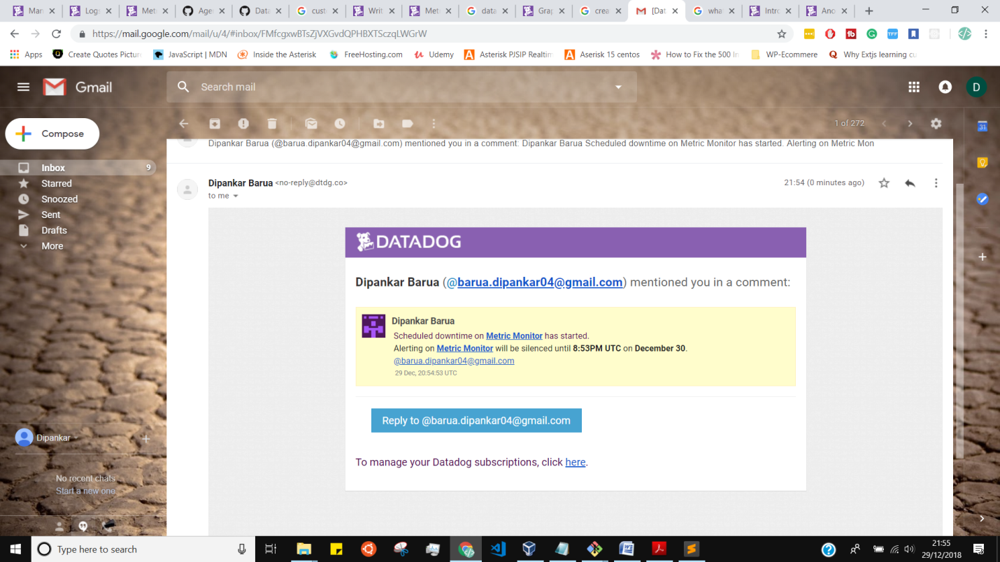 Man
Logs
Met
Age
Data
cust
Writ
Met
data
Grap
crea
[Dat
wha
Intro
Ano
https://mail.google.com/mail/u/4/#inbox/FMfcgxwBTsZjVXGvdQPHBXTSczqLWGrW
Apps
Create Quotes Pictur
JavaScript | MDN
Inside the Asterisk
FreeHosting.com
Udemy
Asterisk PJSIP Realtim
Aserisk 15 centos
How to Fix the 500 In
WP-Ecommere
Why Extjs learning cu
Gmail
Search mail
D
Compose
1 of 272
31
Inbox 9
Starred
Snoozed
Sent
Drafts
More
Dipankar Barua (@barua.dipankar04@gmail.com) mentioned you in a comment: Dipankar Barua Scheduled downtime on Metric Monitor has started. Alerting on Metric Mon
Dipankar Barua <no-reply@dtdg.co>
21:54 (0 minutes ago)
to me
DATADOG
Dipankar Barua (@barua.dipankar04@gmail.com) mentioned you in a comment:
Dipankar Barua
Scheduled downtime on Metric Monitor has started.
Alerting on Metric Monitor will be silenced until 8:53PM UTC on December 30.
@barua.dipankar04@gmail.com
29 Dec, 20:54:53 UTC
Reply to @barua.dipankar04@gmail.com
To manage your Datadog subscriptions, click here.
Dipankar
No recent chats
Start a new one
Type here to search
21:55
29/12/2018